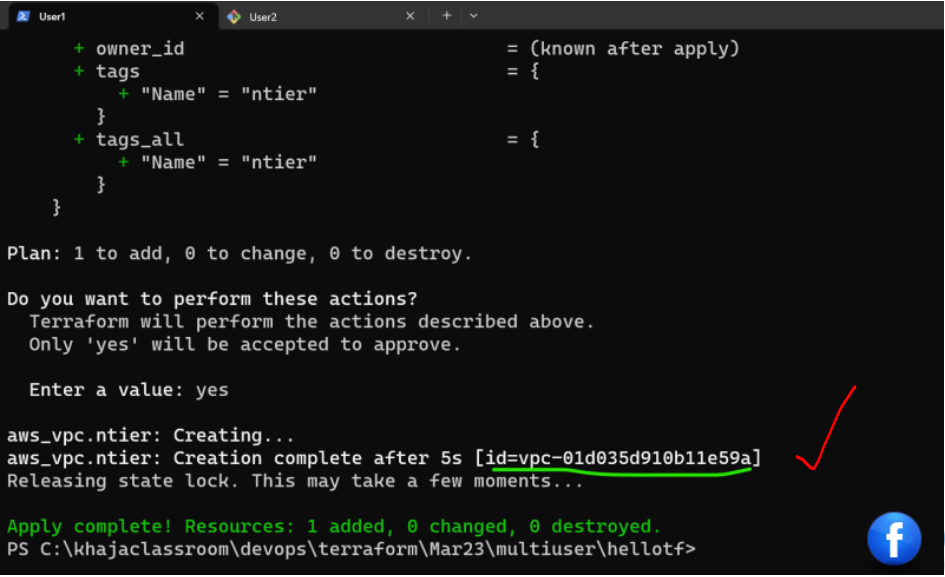 User1 × User2 × +
+ owner_id = (known after apply)
+ tags = {
+ "Name" = "ntier"
}
+ tags_all = {
+ "Name" = "ntier"
}
}
Plan: 1 to add, 0 to change, 0 to destroy.
Do you want to perform these actions?
Terraform will perform the actions described above.
Only 'yes' will be accepted to approve.
Enter a value: yes
aws_vpc.ntier: Creating...
aws_vpc.ntier: Creation complete after 5s [id=vpc-01d035d910b11e59a]
Releasing state lock. This may take a few moments...
Apply complete! Resources: 1 added, 0 changed, 0 destroyed.
PS C:\khajaclassroom\devops\terraform\Mar23\multiuser\hellotf>
f